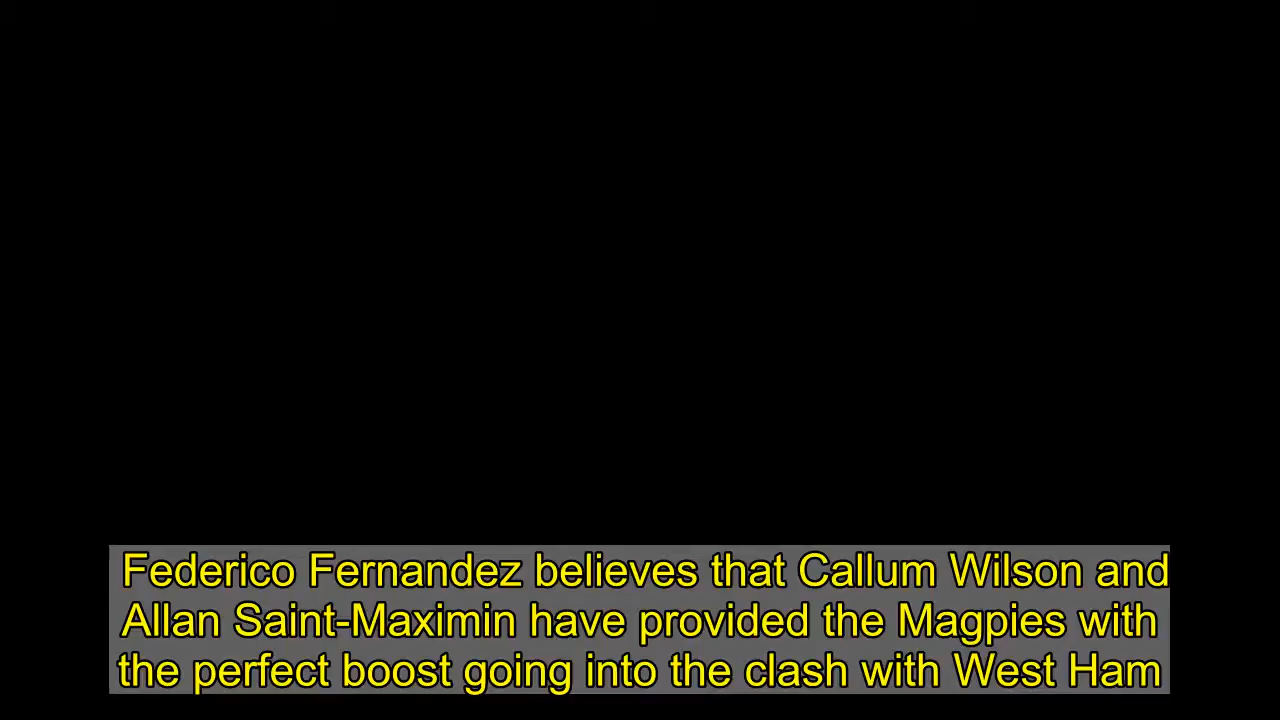 Federico Fernandez believes that Callum Wilson and
Allan Saint-Maximin have provided the Magpies with
the perfect boost going into the clash with West Ham